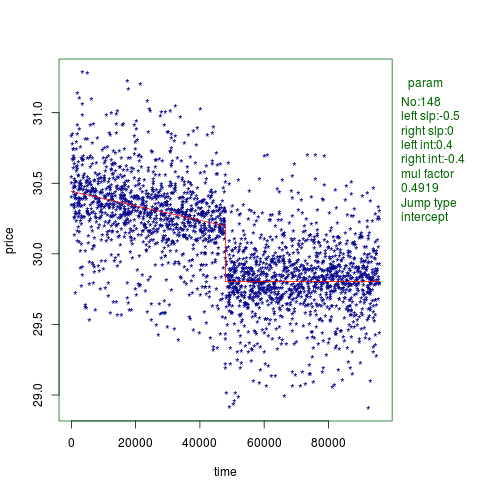 param
No:148
left slp:-0.5
right slp:0
left int:0.4
right int:-0.4
mul factor
0.4919
Jump type
intercept
price
31.0
30.5
30.0
29.5
29.0
0 20000 40000 60000 80000
time